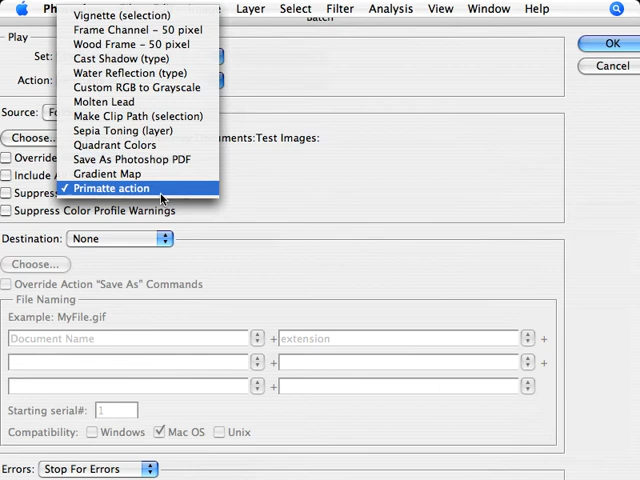 Layer Select Filter Analysis View Window Help
Batch
Play
Set:
Action:
OK
Cancel
Vignette (selection)
Frame Channel - 50 pixel
Wood Frame - 50 pixel
Cast Shadow (type)
Water Reflection (type)
Custom RGB to Grayscale
Molten Lead
Make Clip Path (selection)
Sepia Toning (layer)
Quadrant Colors
Save As Photoshop PDF
Gradient Map
✓ Primatte action
Source:
Choose... Documents:Test Images:
Override
Include
Suppress
Suppress Color Profile Warnings
Destination: None
Choose...
Override Action "Save As" Commands
File Naming
Example: MyFile.gif
Document Name + extension +
+ +
+
Starting serial#: 1
Compatibility: Windows Mac OS Unix
Errors: Stop For Errors